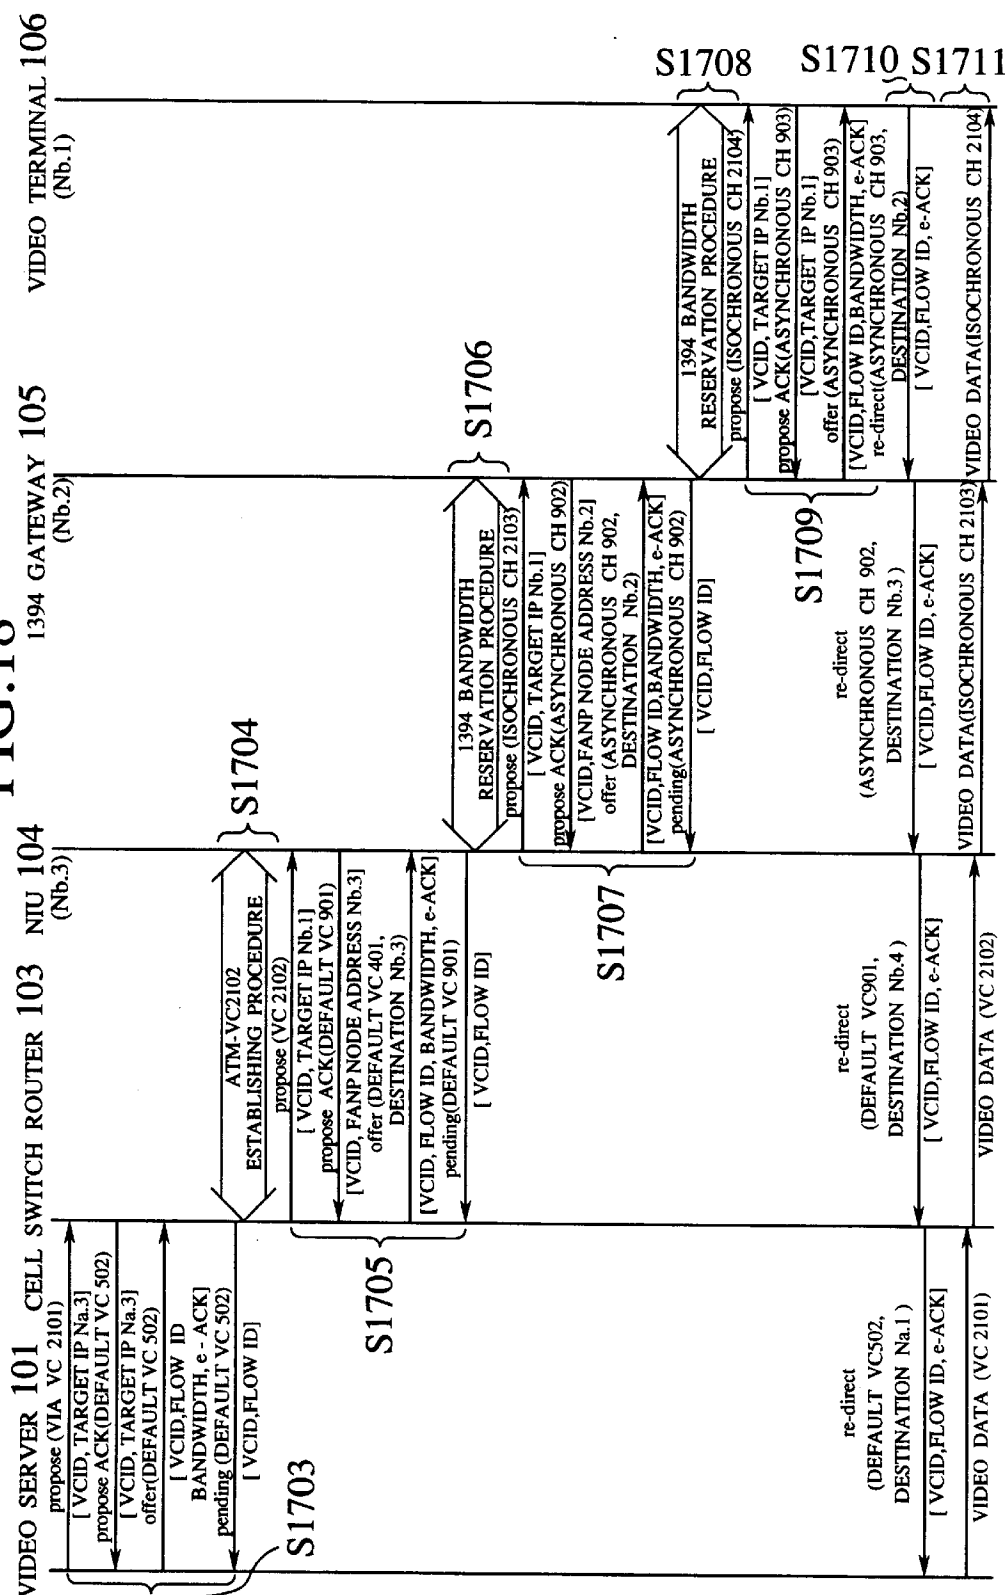 FIG.18
VIDEO SERVER 101
CELL SWITCH ROUTER 103
NIU 104
(Nb.3)
1394 GATEWAY 105
(Nb.2)
VIDEO TERMINAL 106
(Nb.1)
propose (VIA VC 2101)
[ VCID, TARGET IP Na.3]
propose ACK(DEFAULT VC 502)
[ VCID, TARGET IP Na.3]
offer(DEFAULT VC 502)
[ VCID,FLOW ID
BANDWIDTH, e - ACK]
pending (DEFAULT VC 502)
[ VCID,FLOW ID]
S1703
ATM-VC2102
ESTABLISHING PROCEDURE
S1704
propose (VC 2102)
[ VCID, TARGET IP Nb.1]
propose ACK(DEFAULT VC 901)
[VCID, FANP NODE ADDRESS Nb.3]
offer (DEFAULT VC 401,
DESTINATION Nb.3)
[VCID, FLOW ID, BANDWIDTH, e-ACK]
pending(DEFAULT VC 901)
[ VCID,FLOW ID]
S1705
1394 BANDWIDTH
RESERVATION PROCEDURE
S1706
propose (ISOCHRONOUS CH 2103)
[ VCID, TARGET IP Nb.1]
propose ACK(ASYNCHRONOUS CH 902)
[VCID,FANP NODE ADDRESS Nb.2]
offer (ASYNCHRONOUS CH 902,
DESTINATION Nb.2)
[VCID,FLOW ID,BANDWIDTH, e-ACK]
pending(ASYNCHRONOUS CH 902)
[ VCID,FLOW ID]
S1707
1394 BANDWIDTH
RESERVATION PROCEDURE
S1708
propose (ISOCHRONOUS CH 2104)
[ VCID, TARGET IP Nb.1]
propose ACK(ASYNCHRONOUS CH 903)
[VCID,TARGET IP Nb.1]
offer (ASYNCHRONOUS CH 903)
[VCID,FLOW ID,BANDWIDTH, e-ACK]
S1709
re-direct(ASYNCHRONOUS CH 903,
DESTINATION Nb.2)
[ VCID,FLOW ID, e-ACK]
S1710
re-direct
(DEFAULT VC502,
DESTINATION Na.1 )
[ VCID,FLOW ID, e-ACK]
re-direct
(DEFAULT VC901,
DESTINATION Nb.4 )
[ VCID,FLOW ID, e-ACK]
re-direct
(ASYNCHRONOUS CH 902,
DESTINATION Nb.3 )
[ VCID,FLOW ID, e-ACK]
VIDEO DATA (VC 2101)
VIDEO DATA (VC 2102)
VIDEO DATA(ISOCHRONOUS CH 2103)
VIDEO DATA(ISOCHRONOUS CH 2104)
S1711